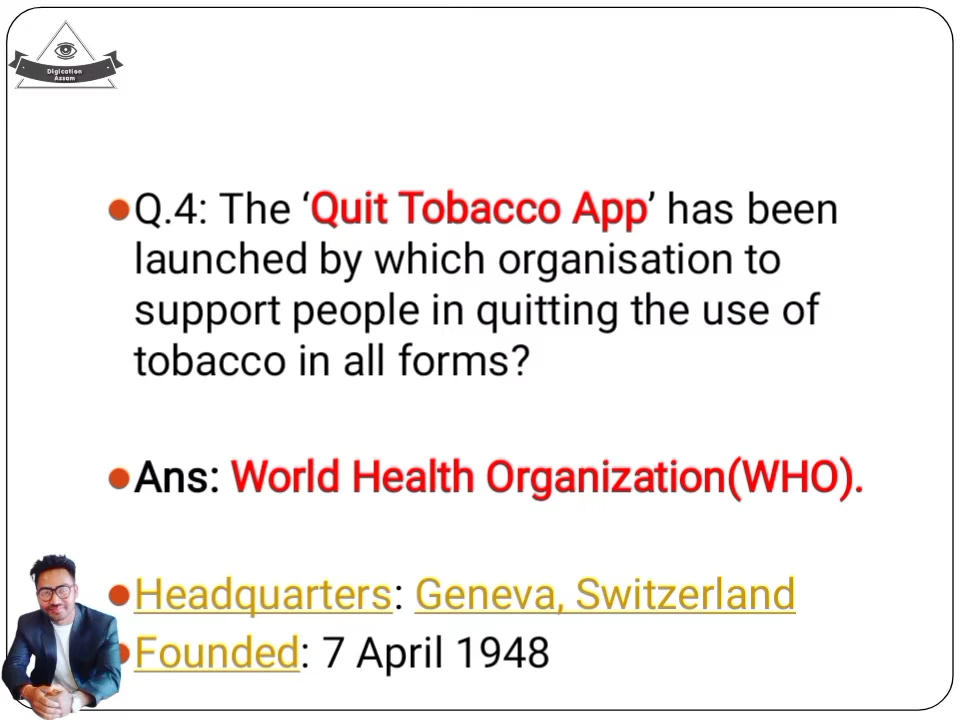 Digication
Assam
Q.4: The ‘Quit Tobacco App’ has been
launched by which organisation to
support people in quitting the use of
tobacco in all forms?
Ans: World Health Organization(WHO).
Headquarters: Geneva, Switzerland
Founded: 7 April 1948